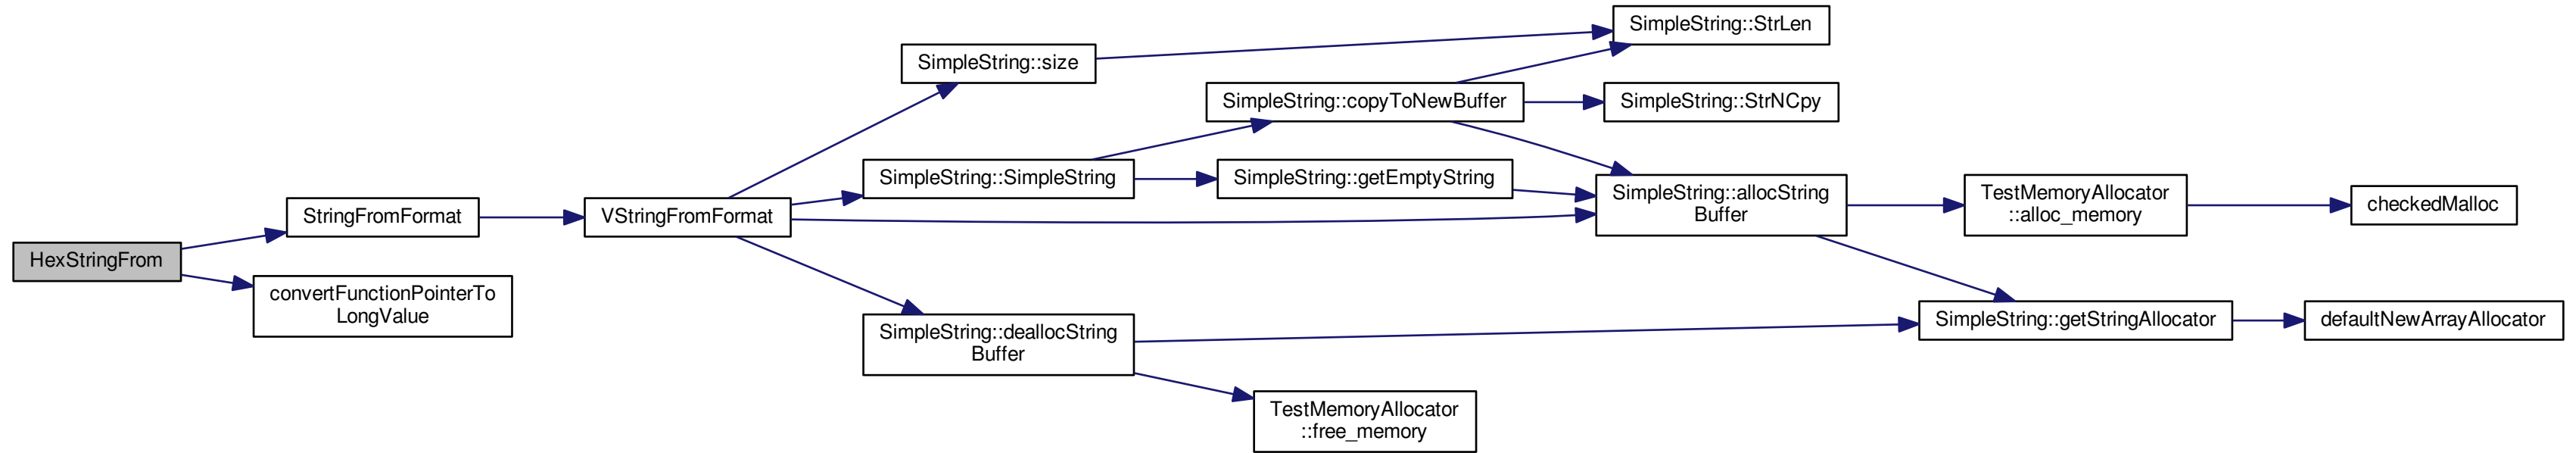 SimpleString::StrLen
SimpleString::size
SimpleString::copyToNewBuffer
SimpleString::StrNCpy
SimpleString::SimpleString
SimpleString::getEmptyString
SimpleString::allocString
Buffer
TestMemoryAllocator
::alloc_memory
checkedMalloc
StringFromFormat
VStringFromFormat
HexStringFrom
convertFunctionPointerTo
LongValue
SimpleString::deallocString
Buffer
SimpleString::getStringAllocator
defaultNewArrayAllocator
TestMemoryAllocator
::free_memory